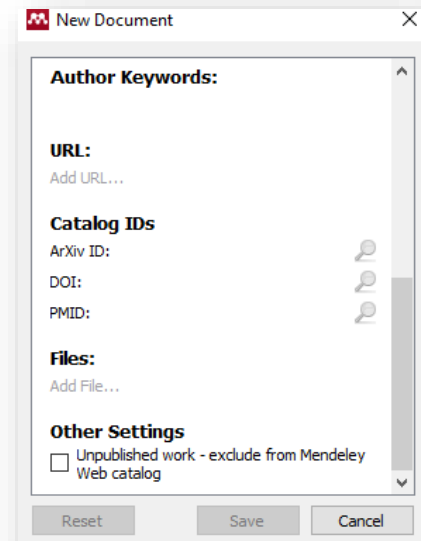 New Document
Author Keywords:
URL:
Add URL...
Catalog IDs
ArXiv ID:
DOI:
PMID:
Files:
Add File...
Other Settings
Unpublished work - exclude from Mendeley
Web catalog
Reset Save Cancel